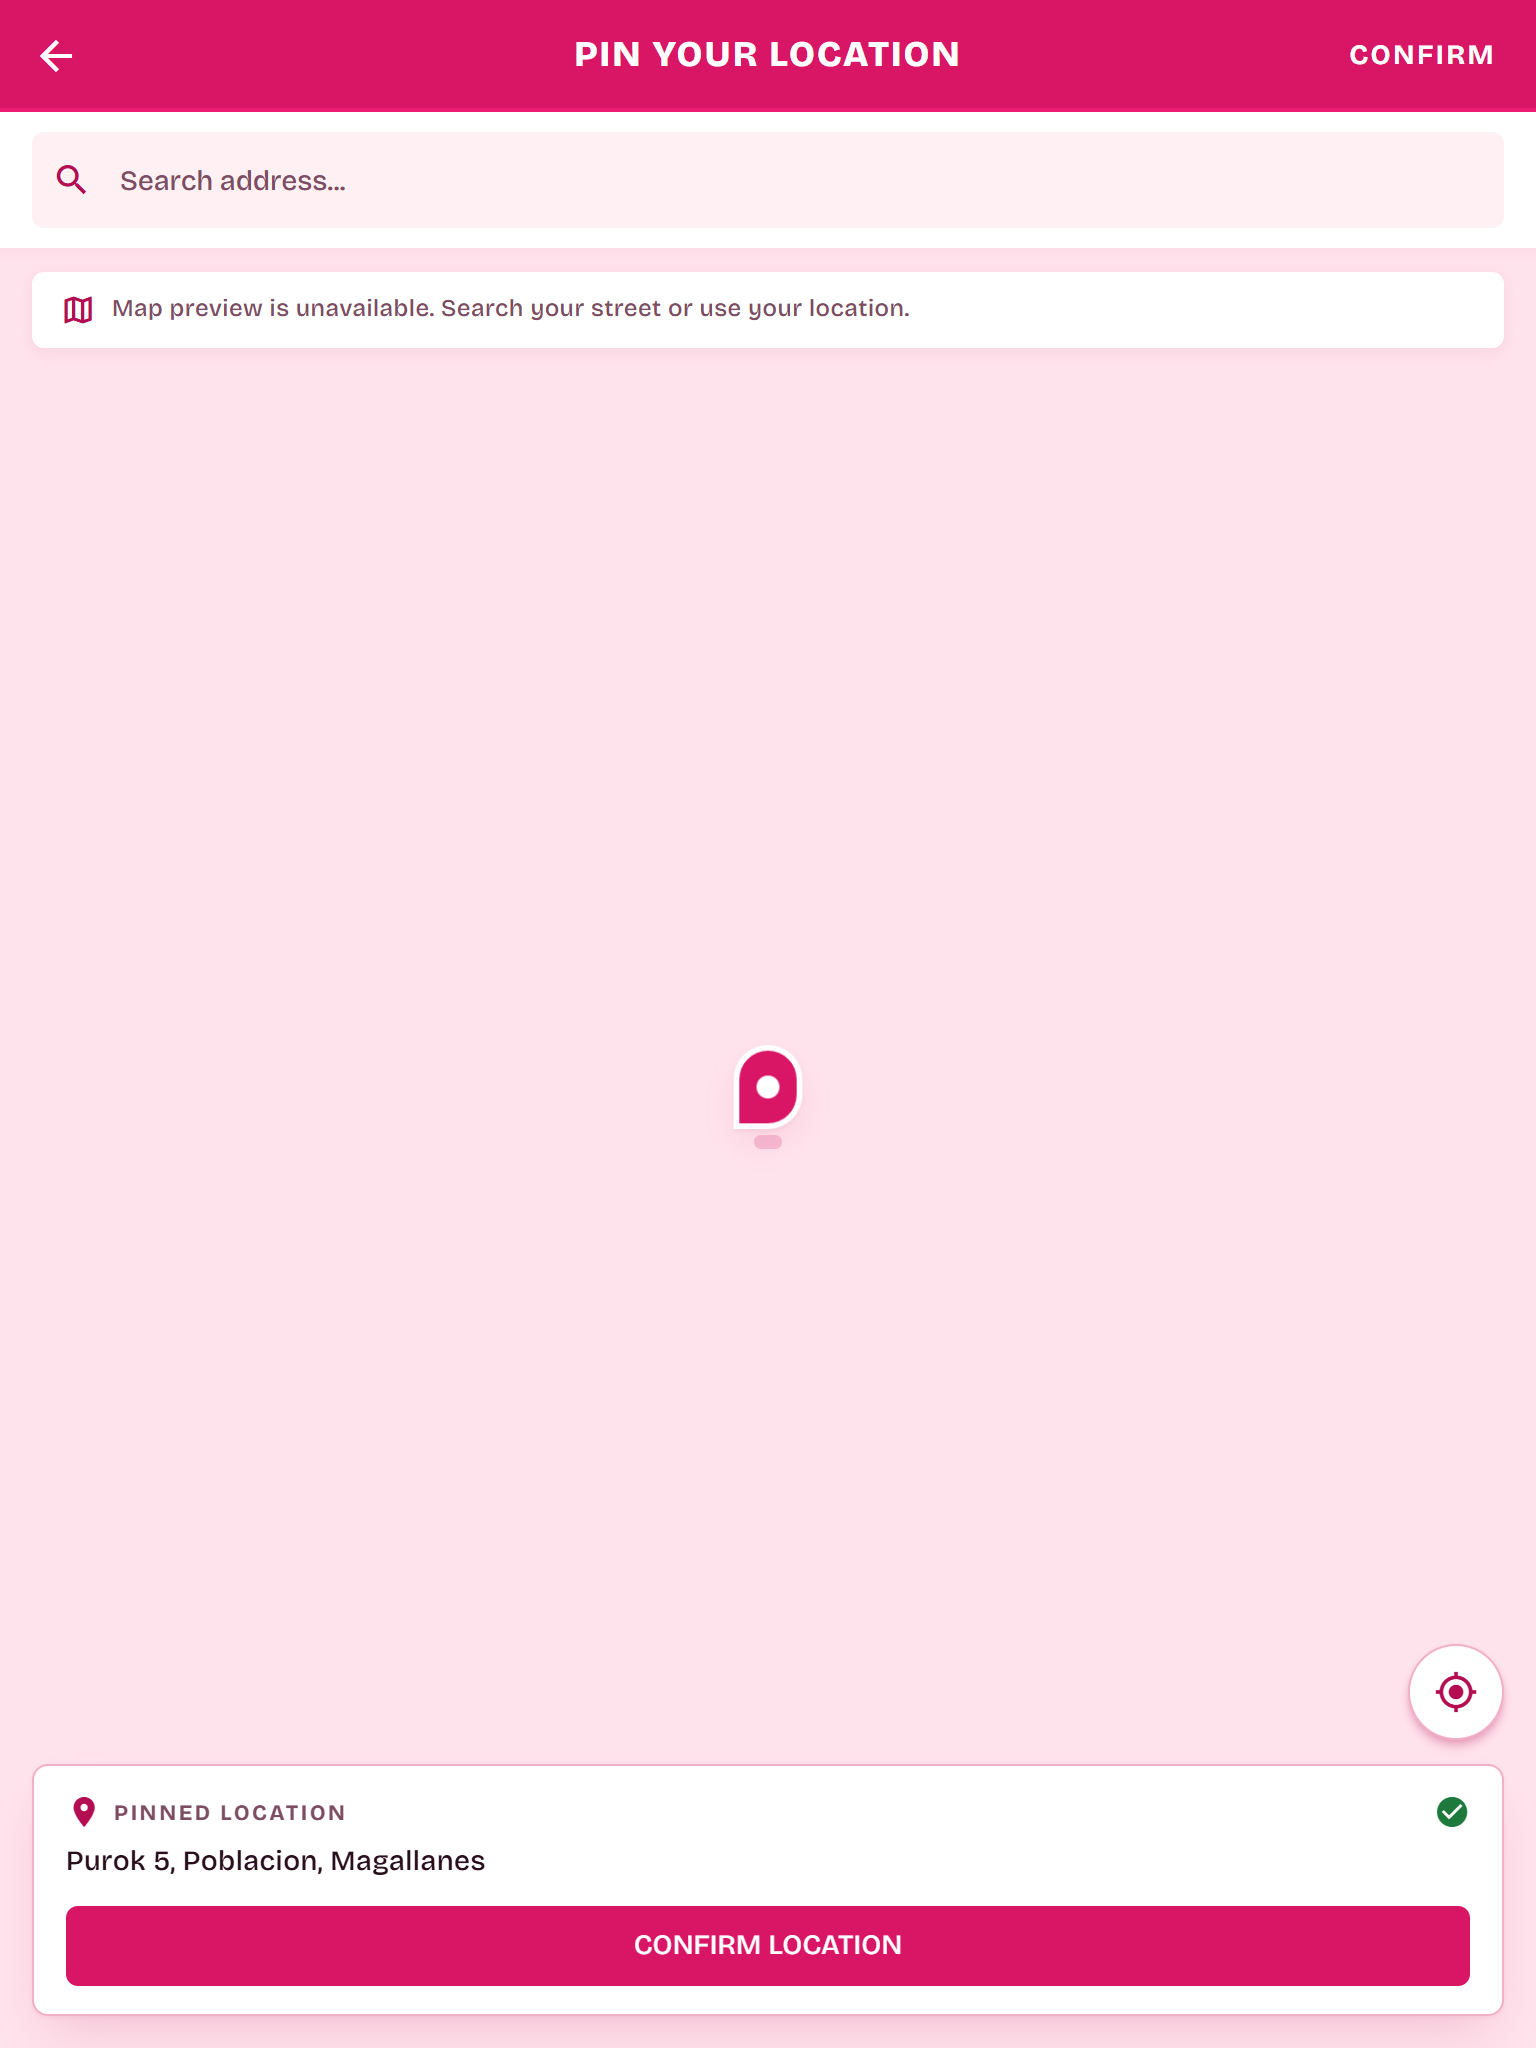 PIN YOUR LOCATION
CONFIRM
Search address...
Map preview is unavailable. Search your street or use your location.
PINNED LOCATION
Purok 5, Poblacion, Magallanes
CONFIRM LOCATION